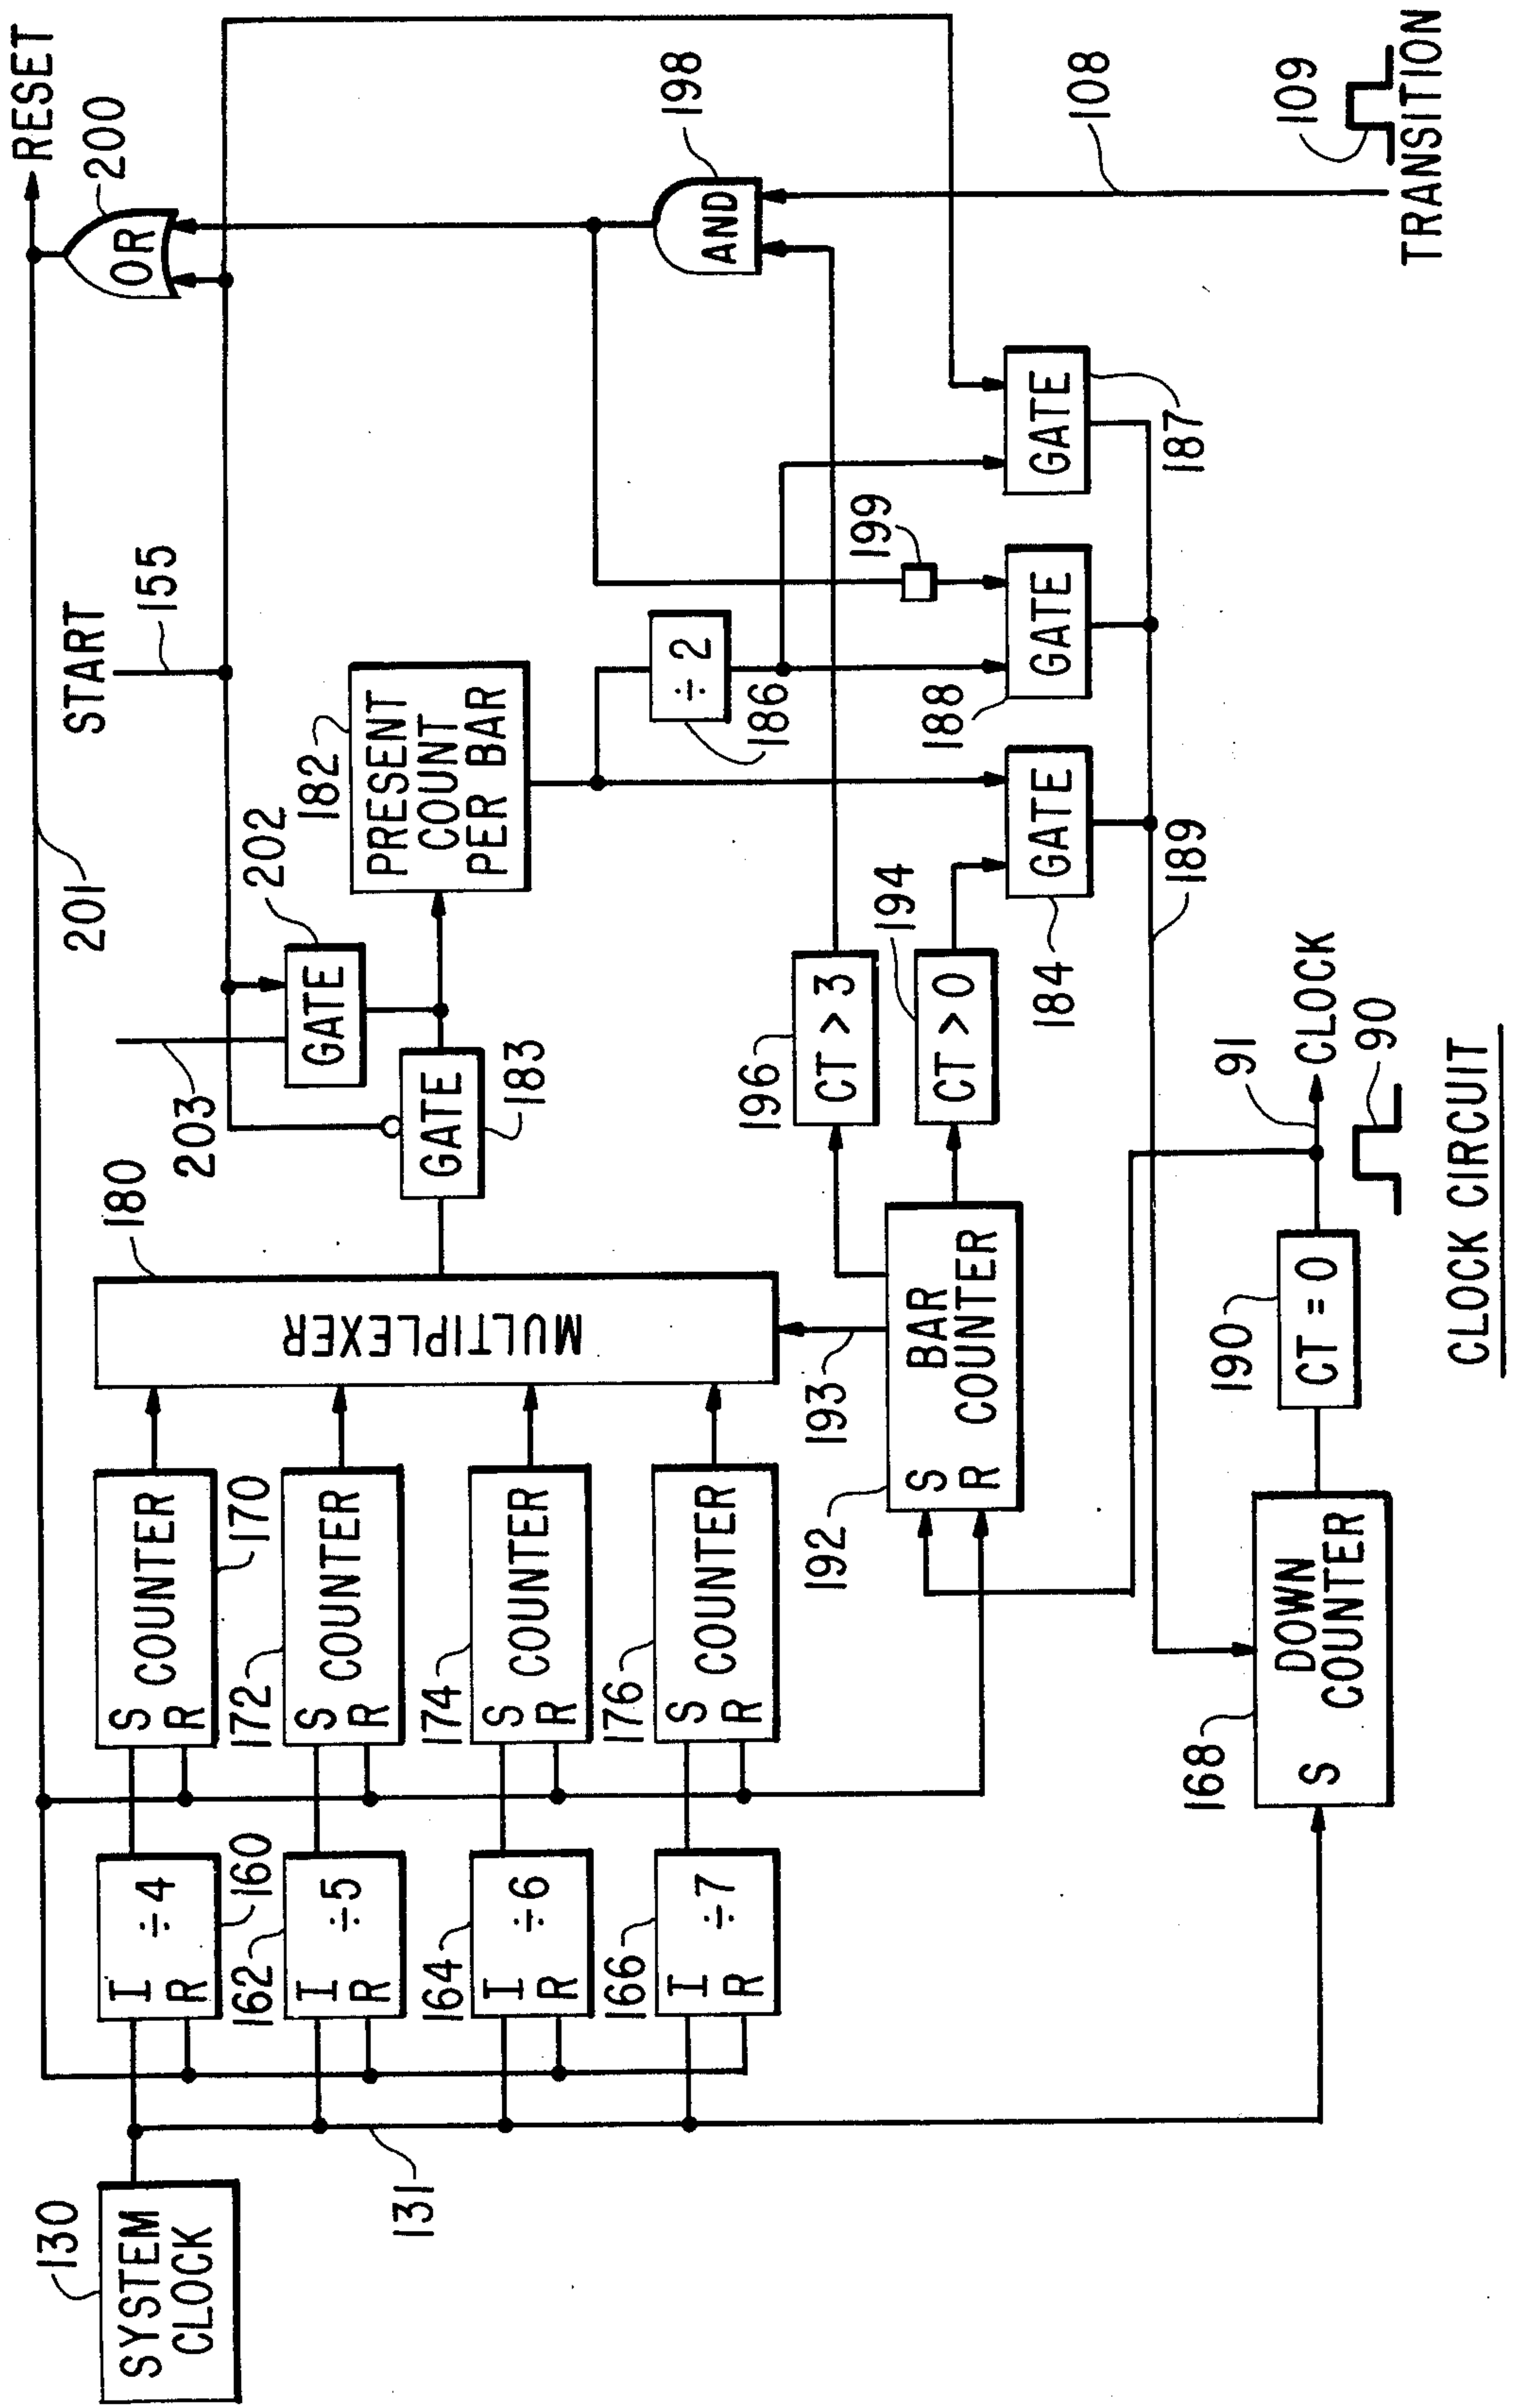 RESET
200
OR
START
155
201
198
AND
108
109
TRANSITION
202
182
PRESENT
COUNT
PER BAR
GATE
203
GATE
183
÷ 2
186
199
GATE
187
GATE
188
GATE
184
189
180
MULTIPLEXER
196
CT > 3
194
CT > 0
193
192
S BAR
R COUNTER
91
CLOCK
90
190
CT = 0
168
S
DOWN
COUNTER
S
COUNTER
R
170
172
S
COUNTER
R
174
S
COUNTER
R
176
S
COUNTER
R
I ÷4
R
160
162
I ÷5
R
164
I ÷6
R
166
I ÷7
R
130
SYSTEM
CLOCK
131
CLOCK CIRCUIT